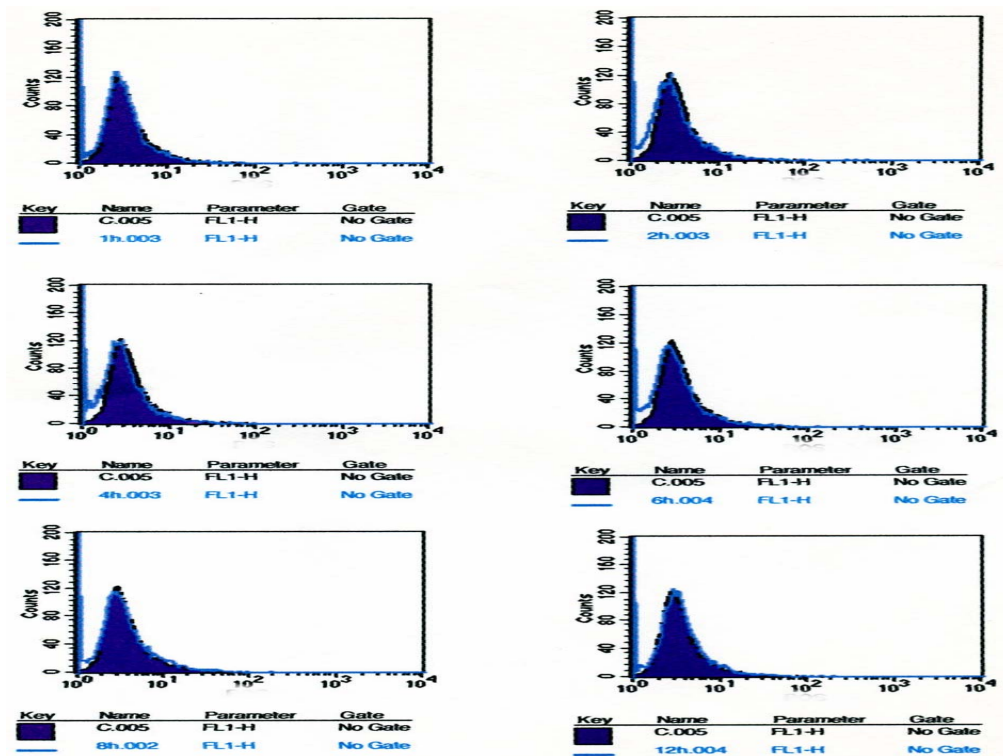 200
160
120
80
40
0
Counts
10^0 10^1 10^2 10^3 10^4
Key Name Parameter Gate
C.005 FL1-H No Gate
1h.003 FL1-H No Gate
200
160
120
80
40
0
Counts
10^0 10^1 10^2 10^3 10^4
Key Name Parameter Gate
C.005 FL1-H No Gate
2h.003 FL1-H No Gate
200
160
120
80
40
0
Counts
10^0 10^1 10^2 10^3 10^4
Key Name Parameter Gate
C.005 FL1-H No Gate
4h.003 FL1-H No Gate
200
160
120
80
40
0
Counts
10^0 10^1 10^2 10^3 10^4
Key Name Parameter Gate
C.005 FL1-H No Gate
6h.004 FL1-H No Gate
200
160
120
80
40
0
Counts
10^0 10^1 10^2 10^3 10^4
Key Name Parameter Gate
C.005 FL1-H No Gate
8h.002 FL1-H No Gate
200
160
120
80
40
0
Counts
10^0 10^1 10^2 10^3 10^4
Key Name Parameter Gate
C.005 FL1-H No Gate
12h.004 FL1-H No Gate